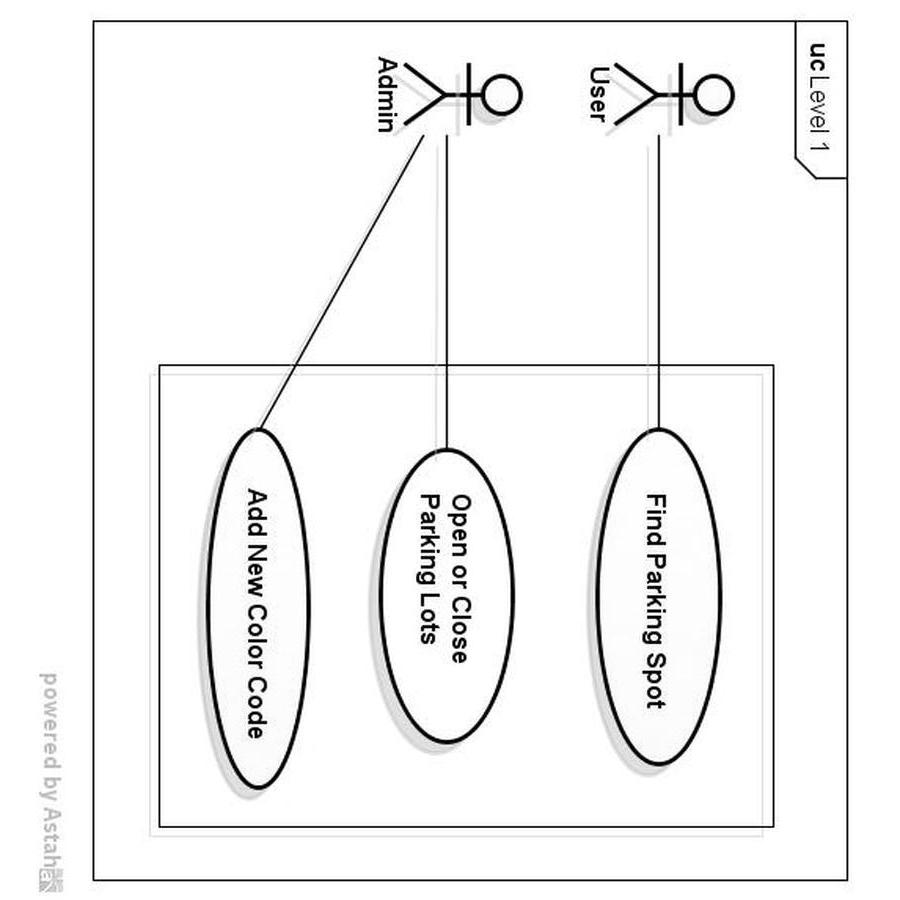 uc Level 1
User
Find Parking Spot
Admin
Open or Close
Parking Lots
Add New Color Code
powered by Astah